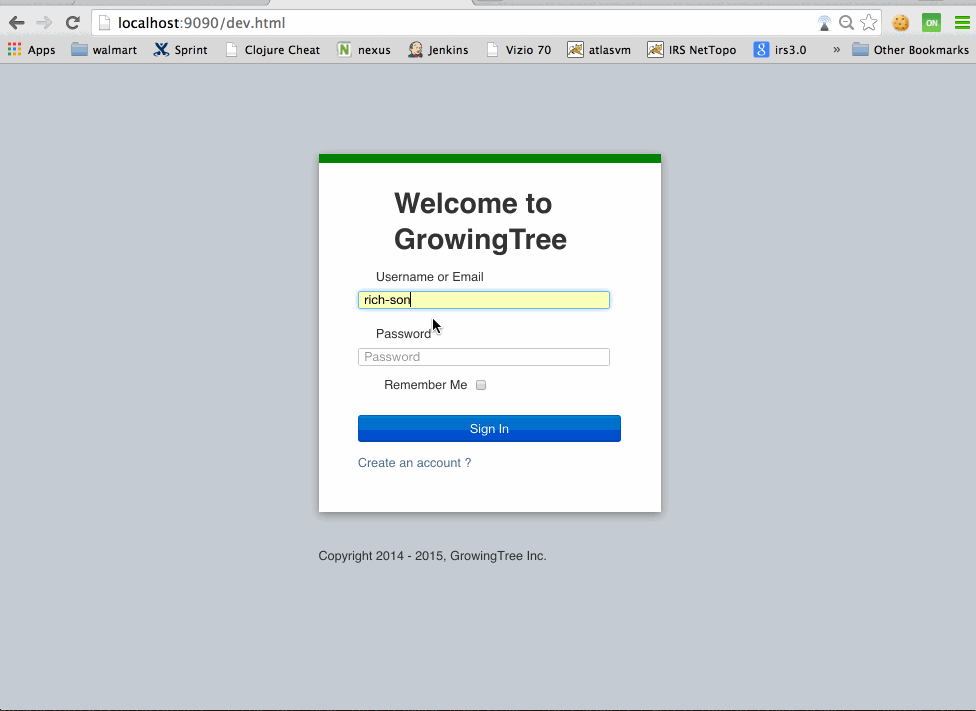 localhost:9090/dev.html
ON
Apps walmart Sprint Clojure Cheat N nexus Jenkins Vizio 70 atlasvm IRS NetTopo 8 irs3.0 » Other Bookmarks
Welcome to
GrowingTree
Username or Email
rich-son
Password
Password
Remember Me
Sign In
Create an account ?
Copyright 2014 - 2015, GrowingTree Inc.